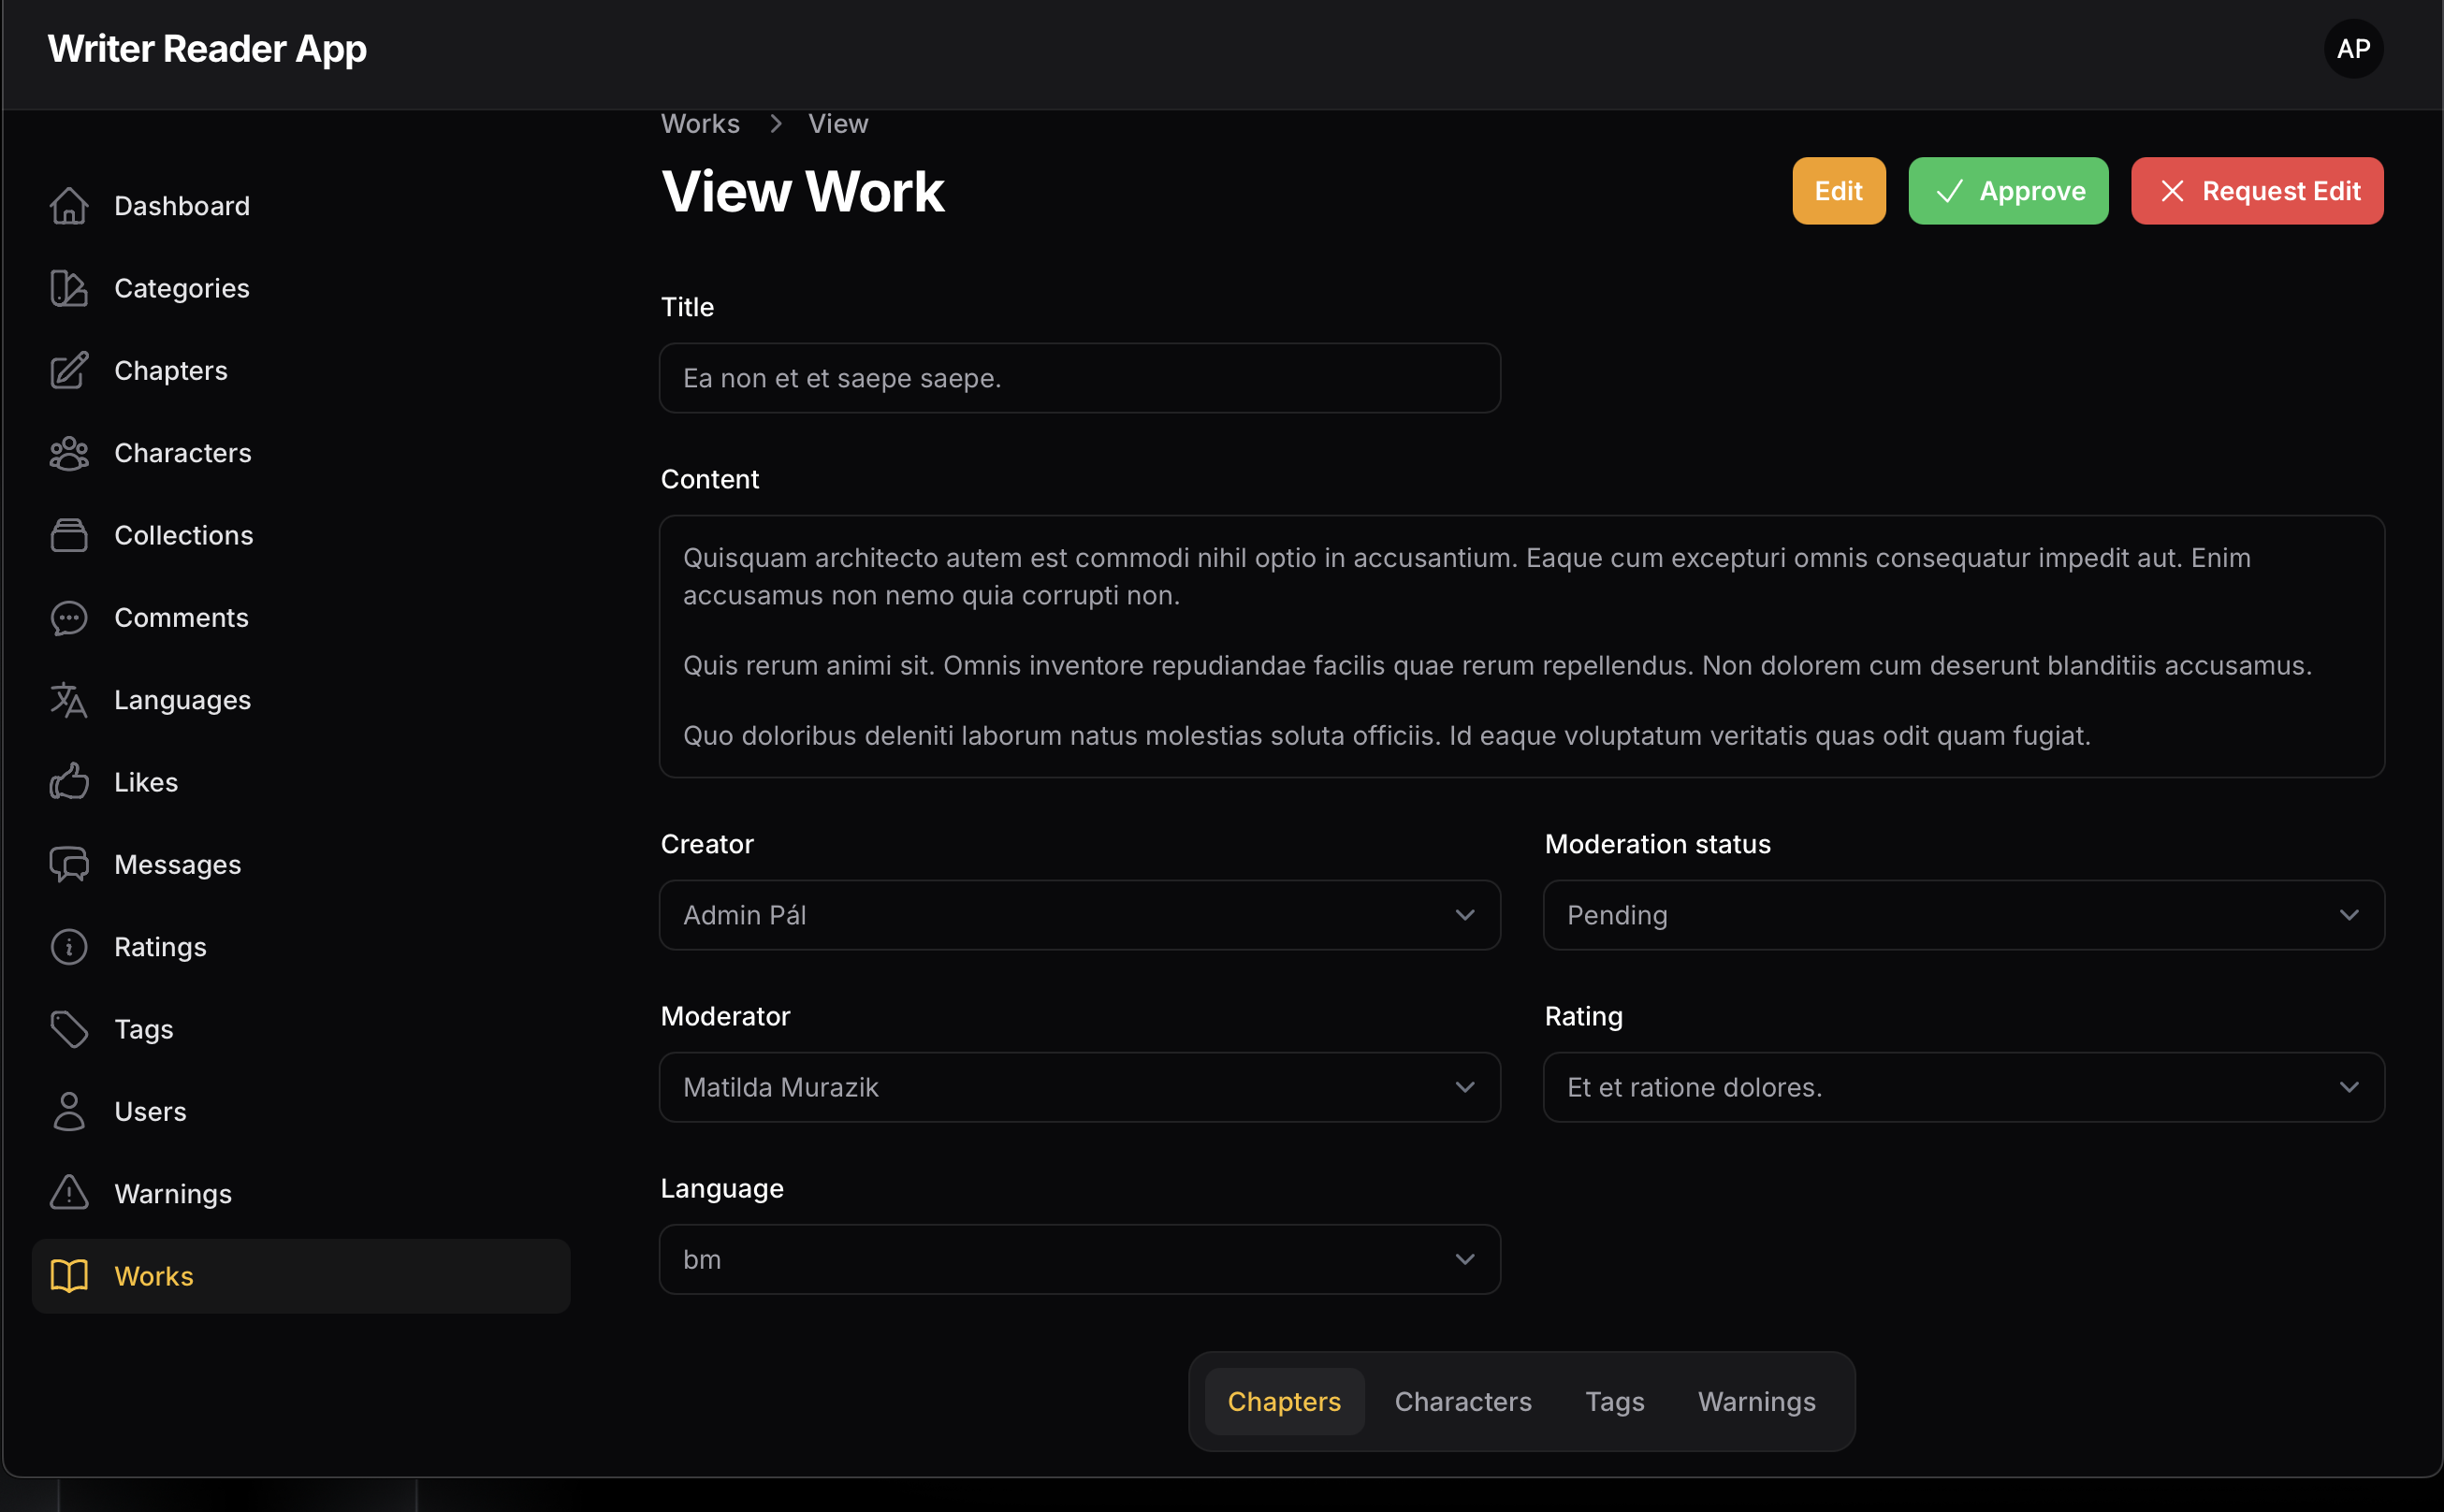 Writer Reader App
AP
Works > View
View Work
Edit
Approve
Request Edit
Dashboard
Categories
Chapters
Characters
Collections
Comments
Languages
Likes
Messages
Ratings
Tags
Users
Warnings
Works
Title
Ea non et et saepe saepe.
Content
Quisquam architecto autem est commodi nihil optio in accusantium. Eaque cum excepturi omnis consequatur impedit aut. Enim
accusamus non nemo quia corrupti non.
Quis rerum animi sit. Omnis inventore repudiandae facilis quae rerum repellendus. Non dolorem cum deserunt blanditiis accusamus.
Quo doloribus deleniti laborum natus molestias soluta officiis. Id eaque voluptatum veritatis quas odit quam fugiat.
Creator
Admin Pál
Moderation status
Pending
Moderator
Matilda Murazik
Rating
Et et ratione dolores.
Language
bm
Chapters
Characters
Tags
Warnings